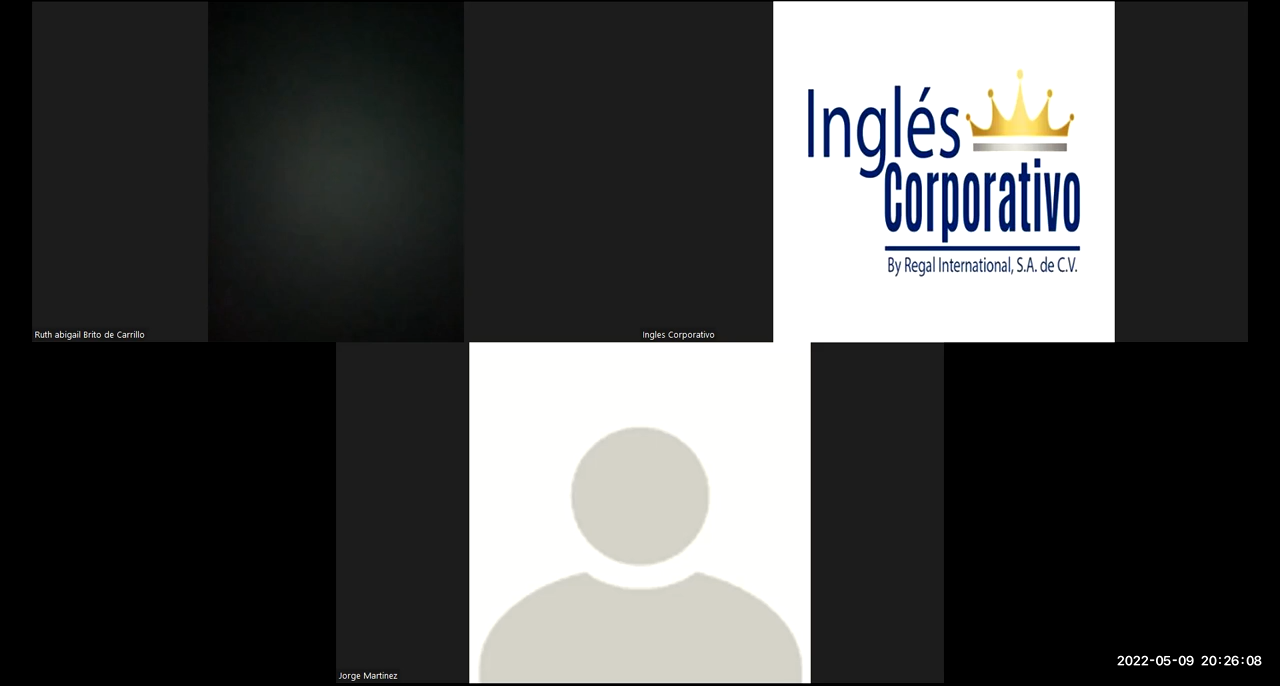 Inglés
Corporativo
By Regal International, S.A. de C.V.
Ruth abigail Brito de Carrillo
Ingles Corporativo
Jorge Martinez
2022-05-09 20:26:08